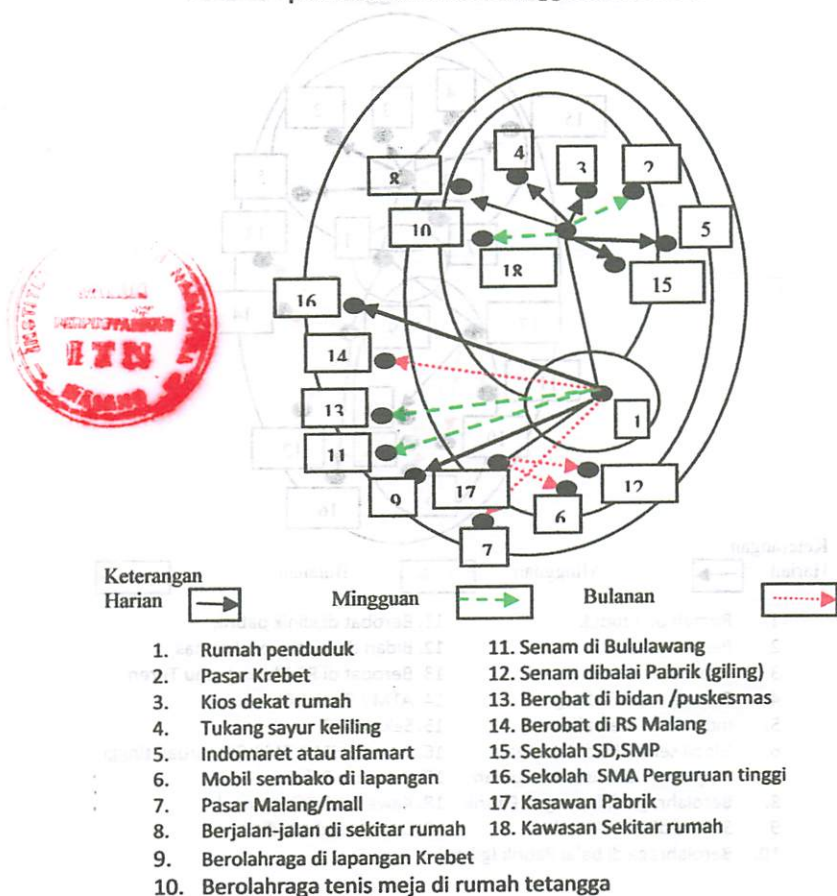 4
3
2
8
10
5
18
15
16
14
13
1
11
9
17
12
6
7
ITN
Keterangan
Harian Mingguan Bulanan
1. Rumah penduduk
2. Pasar Krebet
3. Kios dekat rumah
4. Tukang sayur keliling
5. Indomaret atau alfamart
6. Mobil sembako di lapangan
7. Pasar Malang/mall
8. Berjalan-jalan di sekitar rumah
9. Berolahraga di lapangan Krebet
10. Berolahraga tenis meja di rumah tetangga
11. Senam di Bululawang
12. Senam dibalai Pabrik (giling)
13. Berobat di bidan /puskesmas
14. Berobat di RS Malang
15. Sekolah SD,SMP
16. Sekolah SMA Perguruan tinggi
17. Kasawan Pabrik
18. Kawasan Sekitar rumah